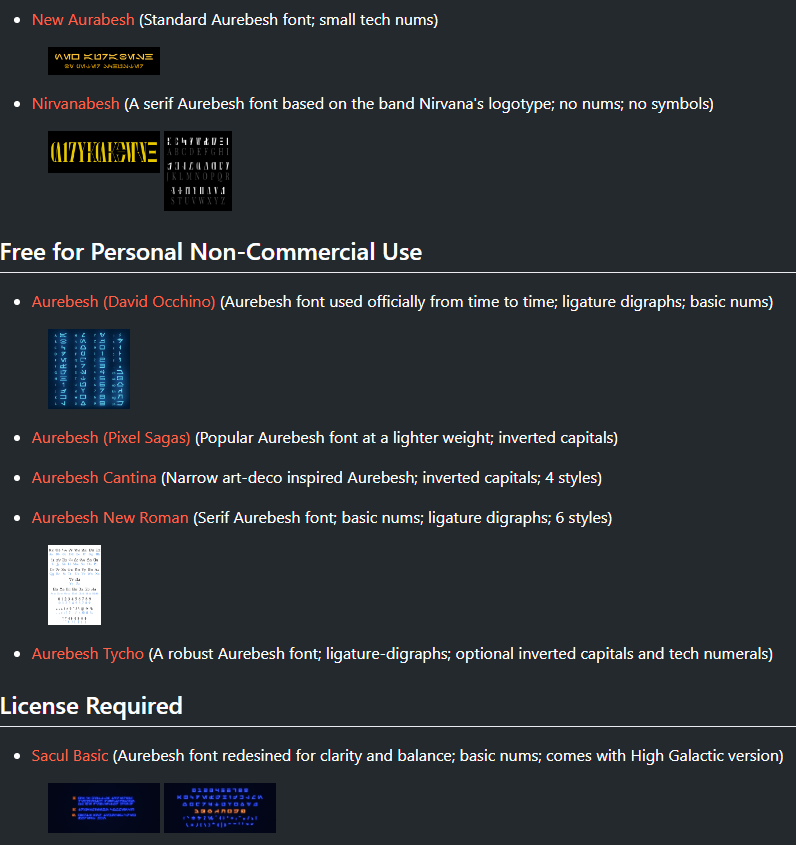 New Aurabesh (Standard Aurebesh font; small tech nums)
Nirvanabesh (A serif Aurebesh font based on the band Nirvana's logotype; no nums; no symbols)
ABCDEFGHI
JKLMNOPQR
STUVWXYZ
Free for Personal Non-Commercial Use
Aurebesh (David Occhino) (Aurebesh font used officially from time to time; ligature digraphs; basic nums)
Aurebesh (Pixel Sagas) (Popular Aurebesh font at a lighter weight; inverted capitals)
Aurebesh Cantina (Narrow art-deco inspired Aurebesh; inverted capitals; 4 styles)
Aurebesh New Roman (Serif Aurebesh font; basic nums; ligature digraphs; 6 styles)
Aurebesh Tycho (A robust Aurebesh font; ligature-digraphs; optional inverted capitals and tech numerals)
License Required
Sacul Basic (Aurebesh font redesined for clarity and balance; basic nums; comes with High Galactic version)